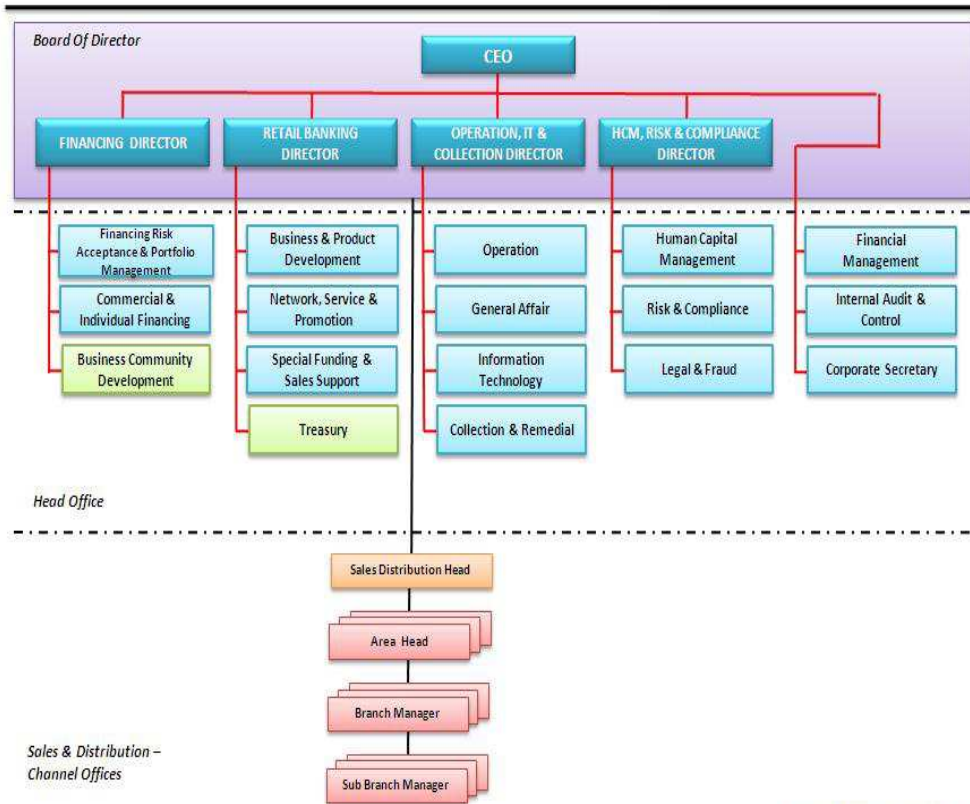 Board Of Director
CEO
FINANCING DIRECTOR
RETAIL BANKING
DIRECTOR
OPERATION, IT &
COLLECTION DIRECTOR
HCM, RISK & COMPLIANCE
DIRECTOR
Financing Risk
Acceptance & Portfolio
Management
Commercial &
Individual Financing
Business Community
Development
Business & Product
Development
Network, Service &
Promotion
Special Funding &
Sales Support
Treasury
Operation
General Affair
Information
Technology
Collection & Remedial
Human Capital
Management
Risk & Compliance
Legal & Fraud
Financial
Management
Internal Audit &
Control
Corporate Secretary
Head Office
Sales Distribution Head
Area Head
Branch Manager
Sub Branch Manager
Sales & Distribution –
Channel Offices